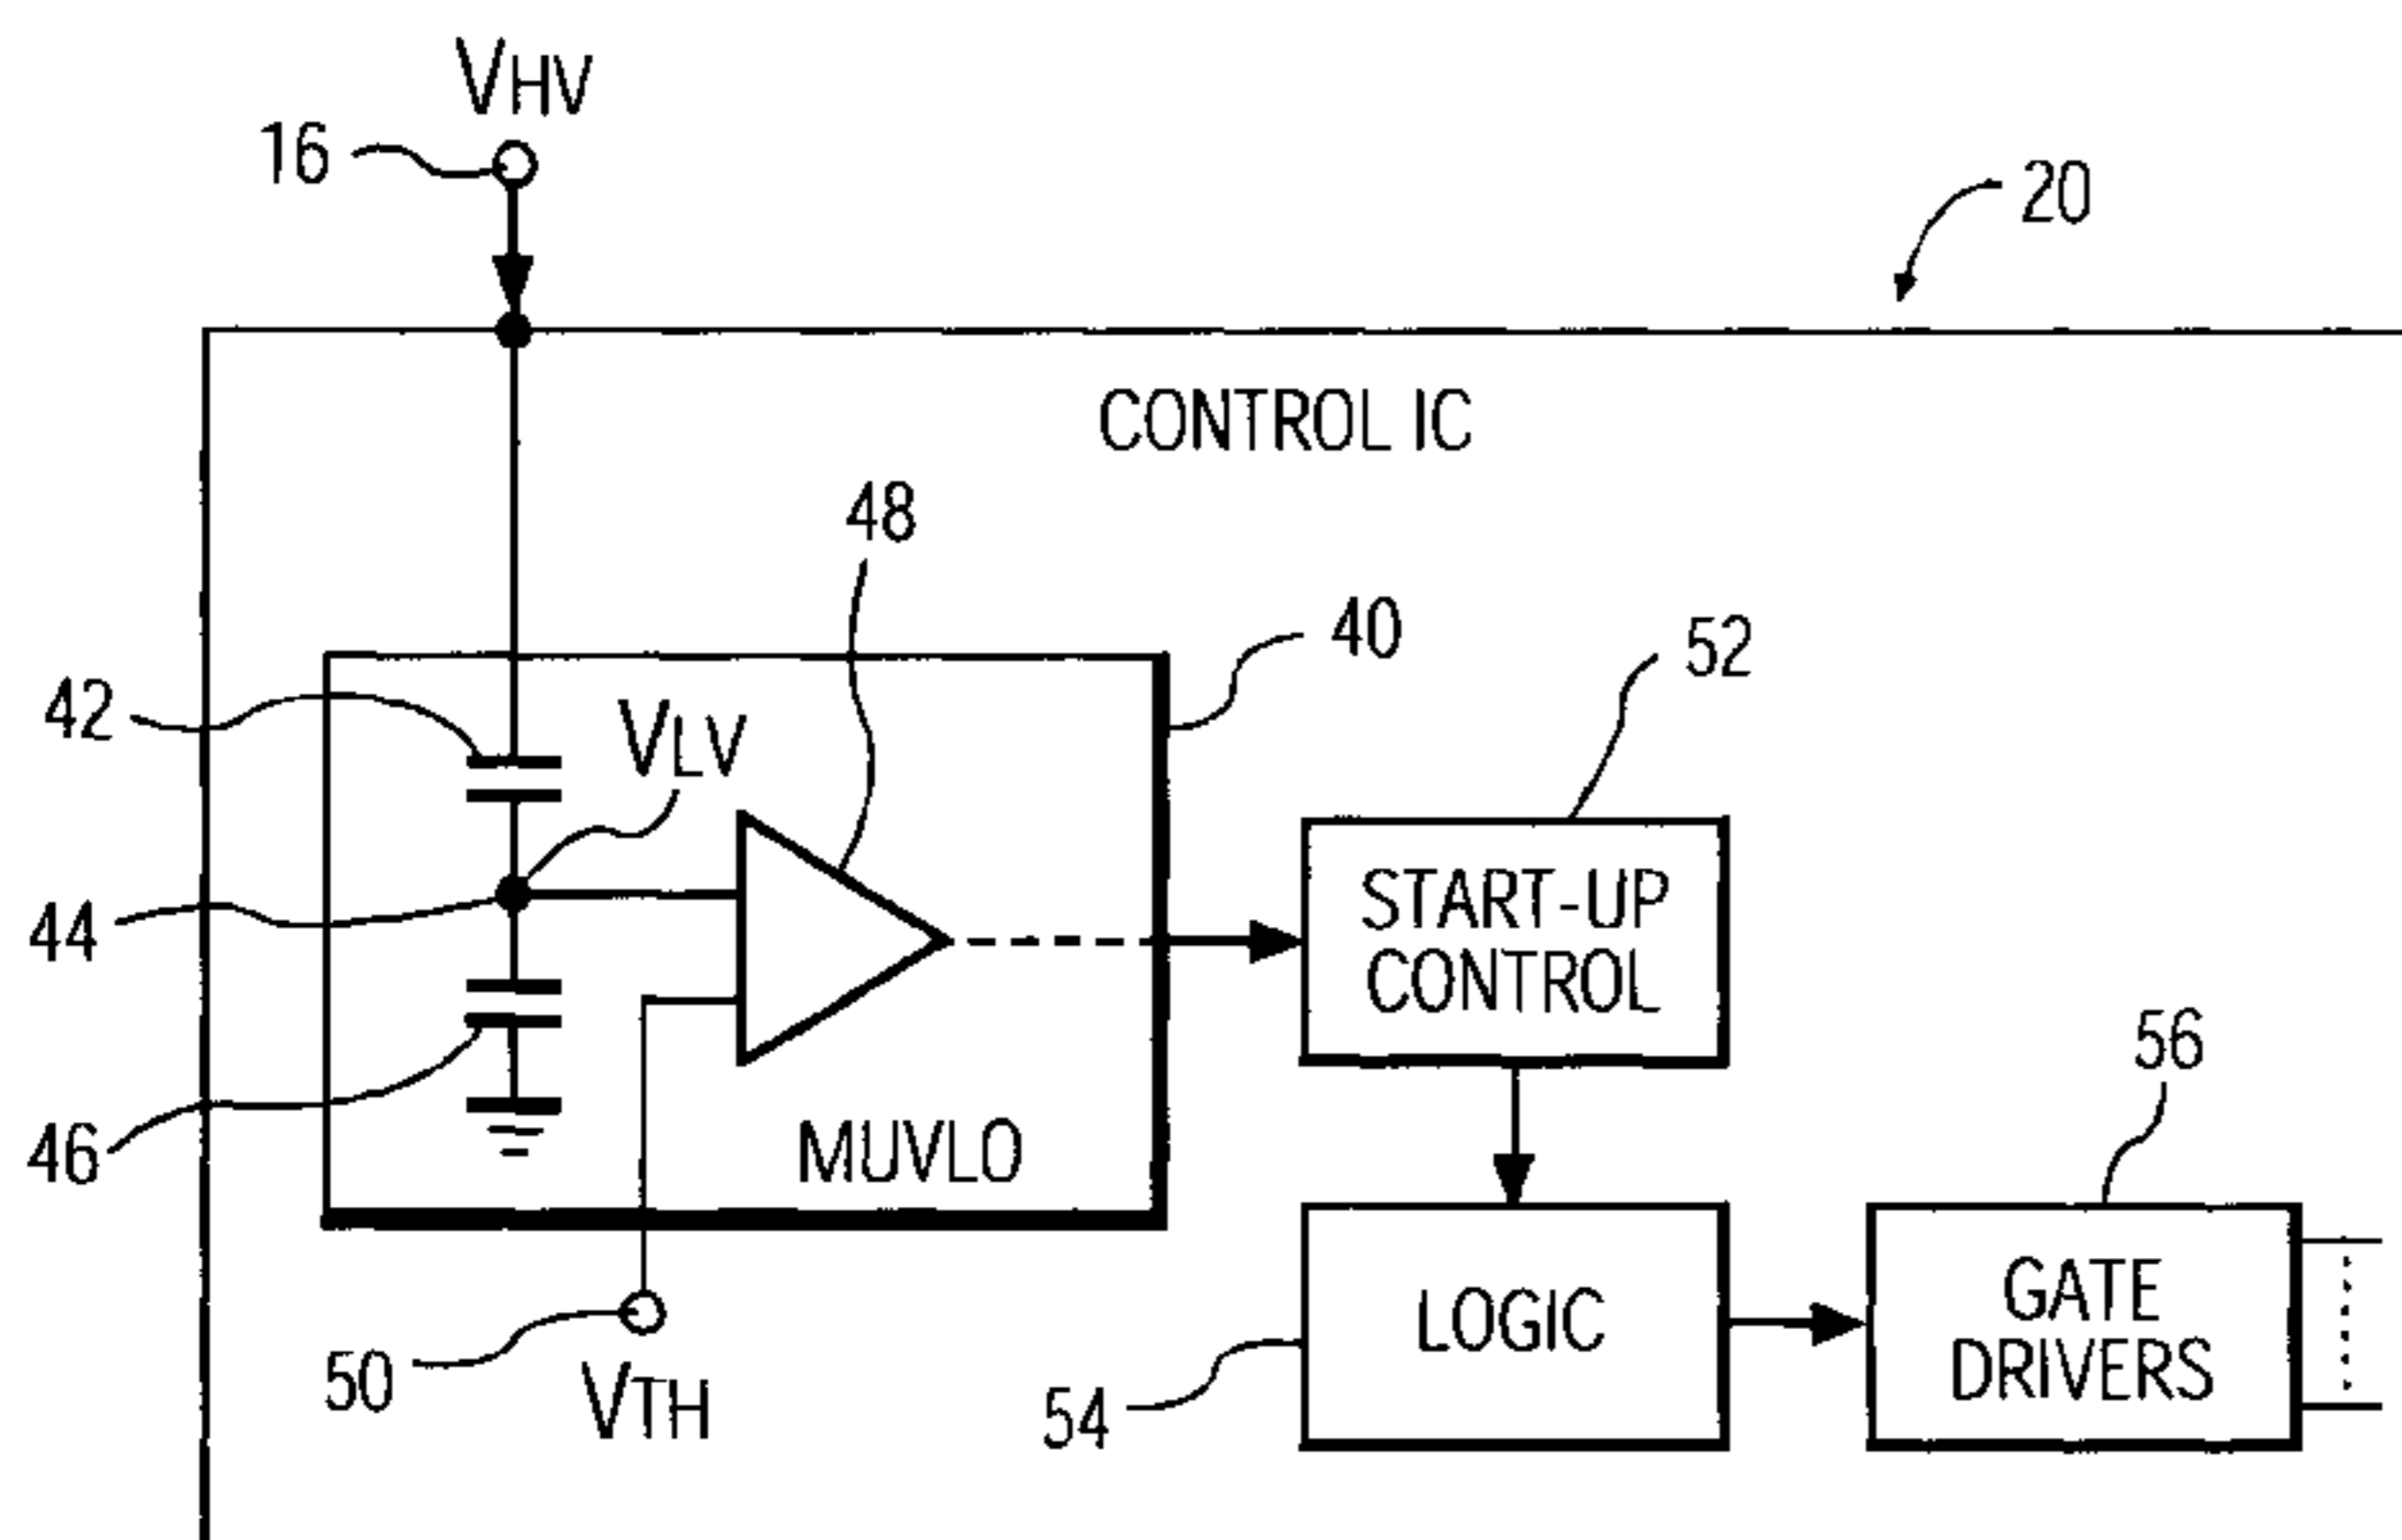 VHV
16
20
CONTROL IC
48
40
52
42
VLV
START-UP
CONTROL
44
46
MUVLO
56
50
VTH
LOGIC
54
GATE
DRIVERS